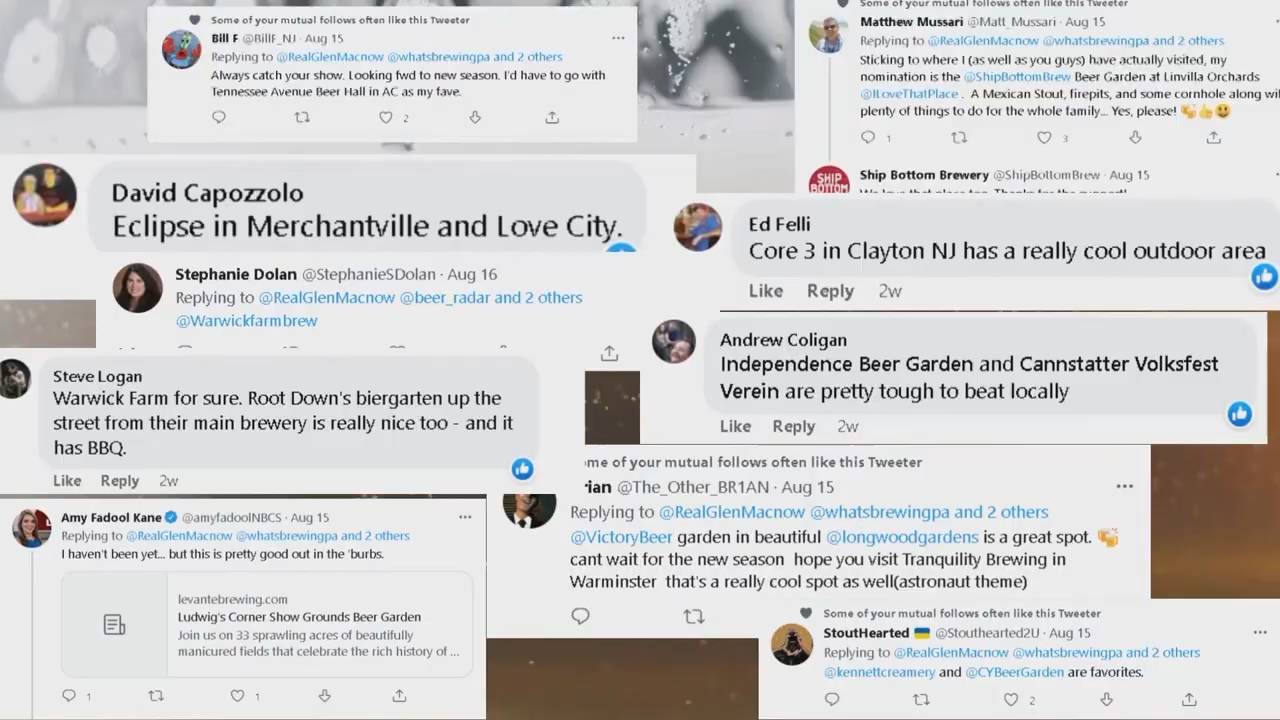 Some of your mutual follows often like this Tweeter
Bill F @BillF_NJ · Aug 15
Replying to @RealGlenMacnow @whatsbrewingpa and 2 others
Always catch your show. Looking fwd to new season. I'd have to go with
Tennessee Avenue Beer Hall in AC as my fave.
2
Some of your mutual follows often like this Tweeter
Matthew Mussari @Matt_Mussari · Aug 15
Replying to @RealGlenMacnow @whatsbrewingpa and 2 others
Sticking to where I (as well as you guys) have actually visited, my
nomination is the @ShipBottomBrew Beer Garden at Linvilla Orchards
@ILoveThatPlace . A Mexican Stout, firepits, and some cornhole along wi
plenty of things to do for the whole family... Yes, please! 🍻👍😃
1 3
SHIP BOTTOM
Ship Bottom Brewery @ShipBottomBrew · Aug 15
We love that place too. Thanks for the support!
David Capozzolo
Eclipse in Merchantville and Love City.
Ed Felli
Core 3 in Clayton NJ has a really cool outdoor area
Like Reply 2w
Stephanie Dolan @StephanieSDolan · Aug 16
Replying to @RealGlenMacnow @beer_radar and 2 others
@Warwickfarmbrew
Andrew Coligan
Independence Beer Garden and Cannstatter Volksfest
Verein are pretty tough to beat locally
Like Reply 2w
Steve Logan
Warwick Farm for sure. Root Down's biergarten up the
street from their main brewery is really nice too - and it
has BBQ.
Like Reply 2w
me of your mutual follows often like this Tweeter
rian @The_Other_BR1AN · Aug 15
Replying to @RealGlenMacnow @whatsbrewingpa and 2 others
@VictoryBeer garden in beautiful @longwoodgardens is a great spot. 🍻
cant wait for the new season hope you visit Tranquility Brewing in
Warminster that's a really cool spot as well(astronaut theme)
Amy Fadool Kane @amyfadoolNBCS · Aug 15
Replying to @RealGlenMacnow @whatsbrewingpa and 2 others
I haven't been yet... but this is pretty good out in the 'burbs.
levantebrewing.com
Ludwig's Corner Show Grounds Beer Garden
Join us on 33 sprawling acres of beautifully
manicured fields that celebrate the rich history of ...
1 1
Some of your mutual follows often like this Tweeter
StoutHearted 🇺🇦 @Stouthearted2U · Aug 15
Replying to @RealGlenMacnow @whatsbrewingpa and 2 others
@kennettcreamery and @CYBeerGarden are favorites.
2